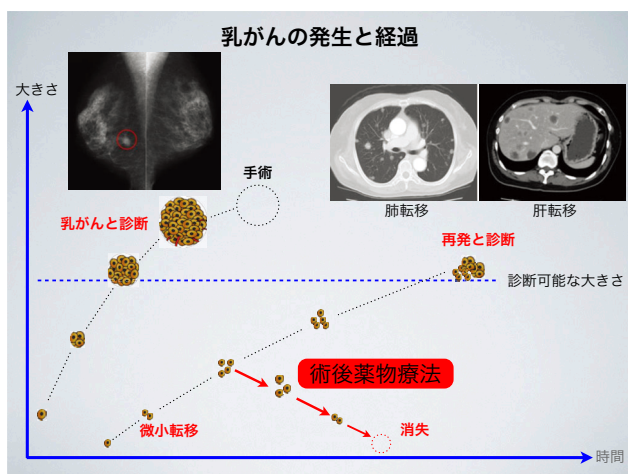 乳がんの発生と経過
大きさ
手術
肺転移
肝転移
乳がんと診断
再発と診断
診断可能な大きさ
術後薬物療法
微小転移
消失
時間